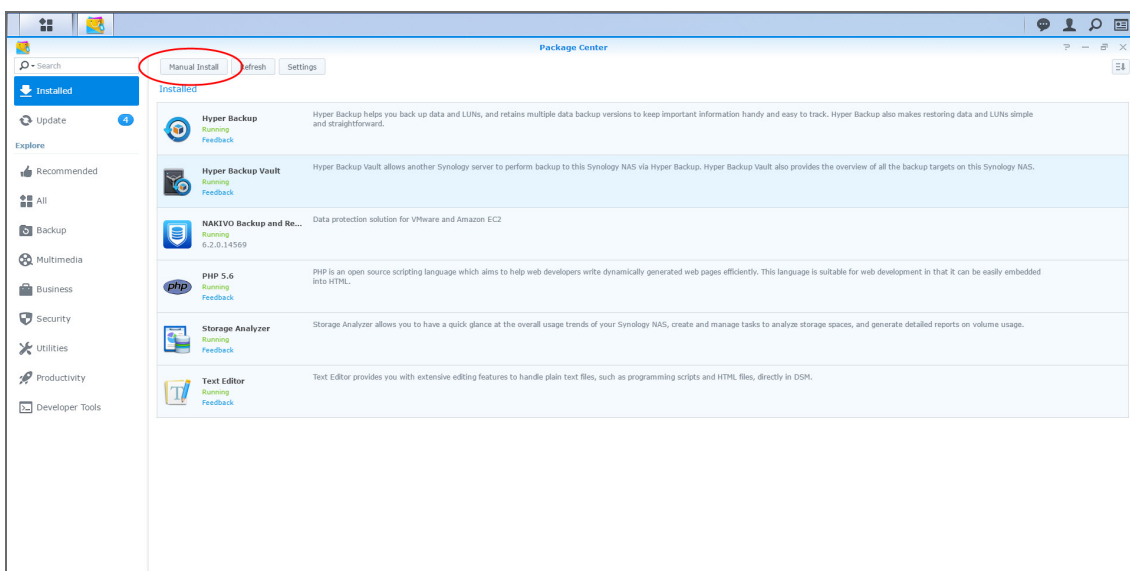 Package Center
Search
Manual Install
Refresh
Settings
Installed
Installed
Update
4
Explore
Recommended
All
Backup
Multimedia
Business
Security
Utilities
Productivity
Developer Tools
Hyper Backup
Running
Feedback
Hyper Backup helps you back up data and LUNs, and retains multiple data backup versions to keep important information handy and easy to track. Hyper Backup also makes restoring data and LUNs simple
and straightforward.
Hyper Backup Vault
Running
Feedback
Hyper Backup Vault allows another Synology server to perform backup to this Synology NAS via Hyper Backup. Hyper Backup Vault also provides the overview of all the backup targets on this Synology NAS.
NAKIVO Backup and Re...
Running
6.2.0.14569
Data protection solution for VMware and Amazon EC2
php
PHP 5.6
Running
Feedback
PHP is an open source scripting language which aims to help web developers write dynamically generated web pages efficiently. This language is suitable for web development in that it can be easily embedded
into HTML.
Storage Analyzer
Running
Feedback
Storage Analyzer allows you to have a quick glance at the overall usage trends of your Synology NAS, create and manage tasks to analyze storage spaces, and generate detailed reports on volume usage.
Text Editor
Running
Feedback
Text Editor provides you with extensive editing features to handle plain text files, such as programming scripts and HTML files, directly in DSM.